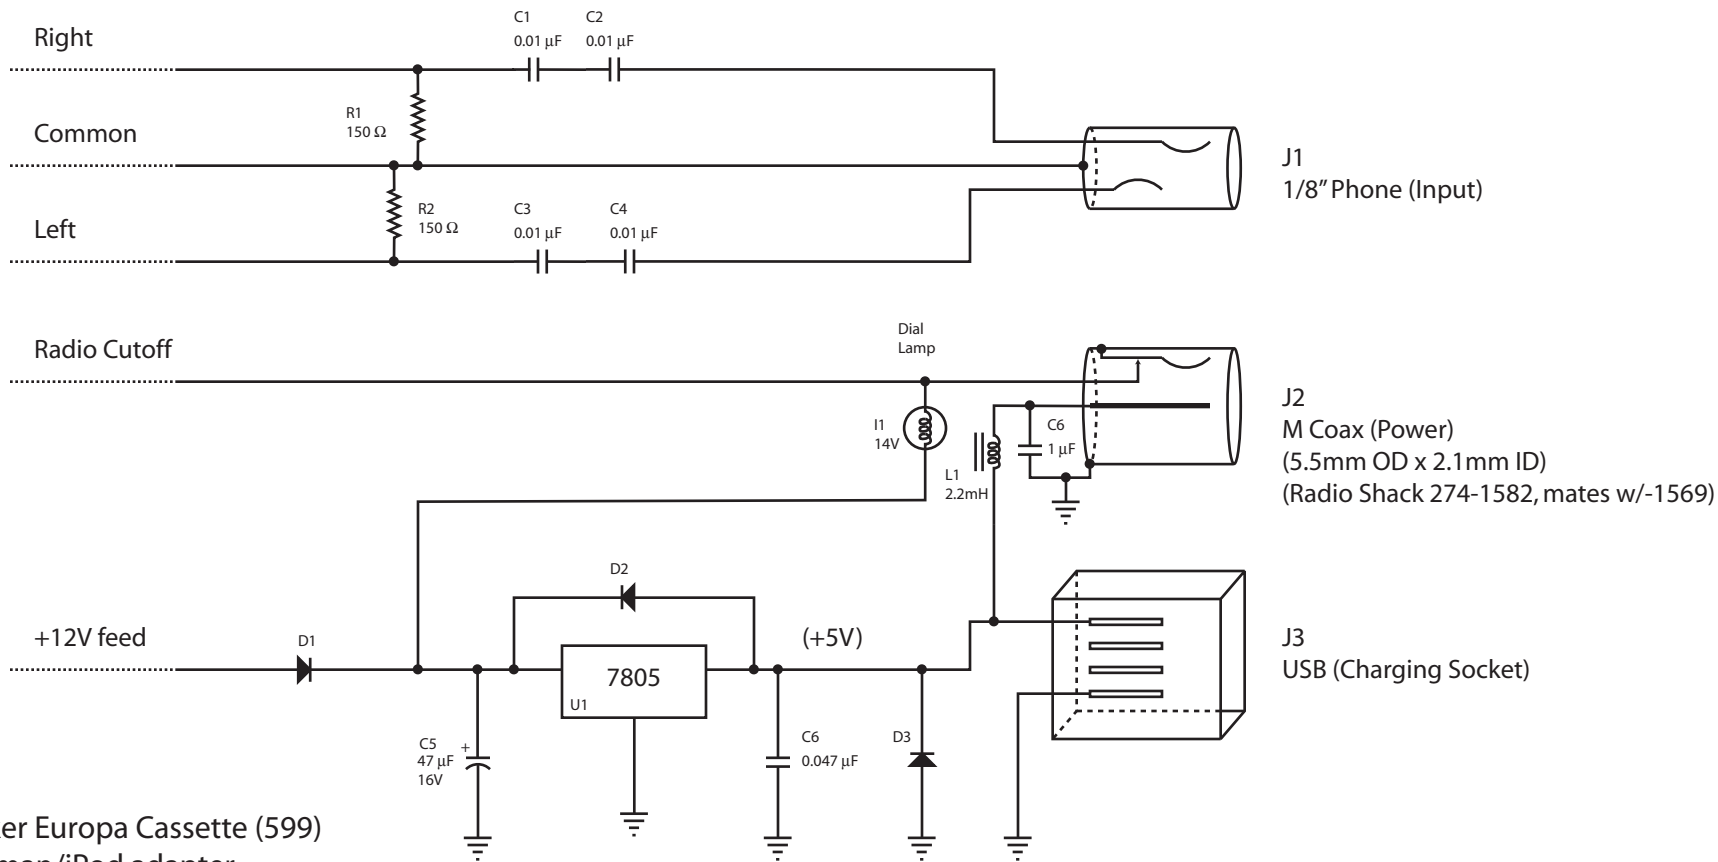 Right
C1
0.01 µF
C2
0.01 µF
R1
150 Ω
Common
J1
1/8" Phone (Input)
R2
150 Ω
Left
C3
0.01 µF
C4
0.01 µF
Radio Cutoff
Dial
Lamp
I1
14V
L1
2.2mH
C6
1 µF
J2
M Coax (Power)
(5.5mm OD x 2.1mm ID)
(Radio Shack 274-1582, mates w/-1569)
D2
+12V feed
D1
7805
U1
(+5V)
J3
USB (Charging Socket)
C5
47 µF
16V
+
C6
0.047 µF
D3
er Europa Cassette (599)
man/iPod adapter